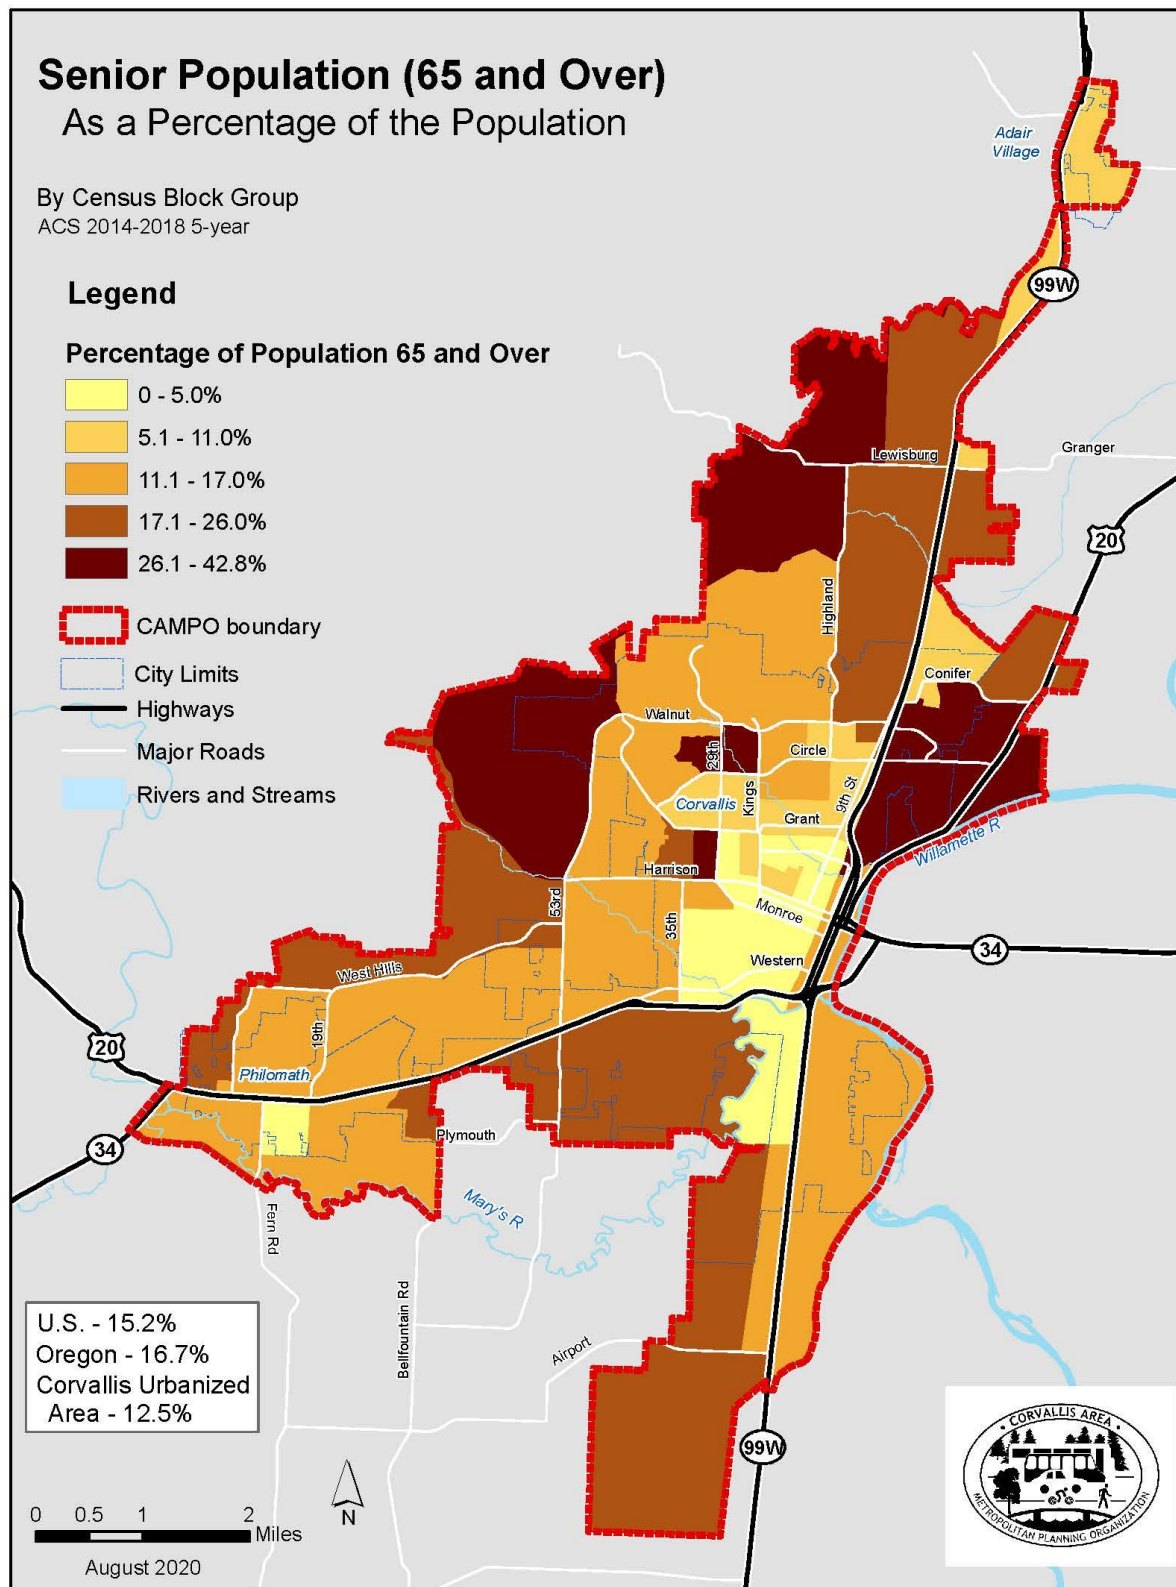 Senior Population (65 and Over)
As a Percentage of the Population
By Census Block Group
ACS 2014-2018 5-year
Legend
Percentage of Population 65 and Over
0 - 5.0%
5.1 - 11.0%
11.1 - 17.0%
17.1 - 26.0%
26.1 - 42.8%
CAMPO boundary
City Limits
Highways
Major Roads
Rivers and Streams
Adair
Village
99W
Lewisburg
Granger
20
Highland
Conifer
Walnut
29th
Circle
Kings
9th St
Corvallis
Grant
Willamette R
Harrison
53rd
35th
Monroe
Western
34
West Hills
19th
20
Philomath
34
Plymouth
Mary's R
Fern Rd
Bellfountain Rd
Airport
99W
U.S. - 15.2%
Oregon - 16.7%
Corvallis Urbanized
Area - 12.5%
0 0.5 1 2
Miles
N
August 2020
• CORVALLIS AREA •
METROPOLITAN PLANNING ORGANIZATION